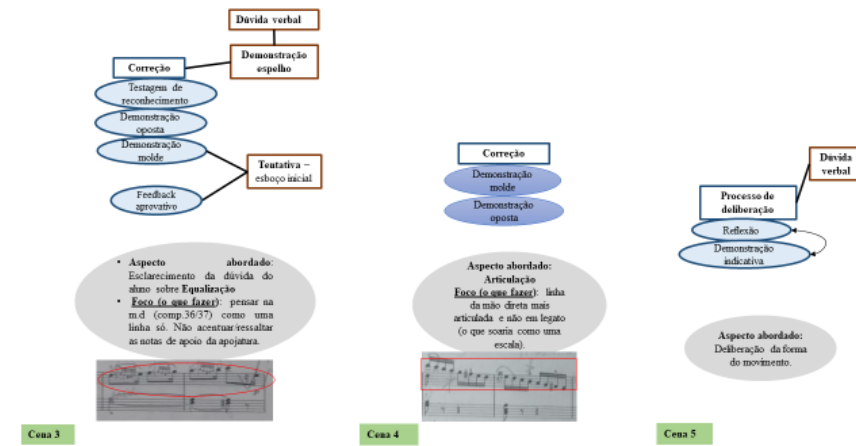 Dúvida verbal
Demonstração
espelho
Correção
Testagem de
reconhecimento
Demonstração
oposta
Demonstração
molde
Tentativa –
esboço inicial
Feedback
aprovativo
• Aspecto abordado:
Esclarecimento da dúvida do
aluno sobre Equalização
• Foco (o que fazer): pensar na
m.d (comp.36/37) como uma
linha só. Não acentuar/ressaltar
as notas de apoio da apojatura.
Cena 3
Correção
Demonstração
molde
Demonstração
oposta
Aspecto abordado:
Articulação
Foco (o que fazer): linha
da mão direta mais
articulada e não em legato
(o que soaria como uma
escala).
Cena 4
Dúvida
verbal
Processo de
deliberação
Reflexão
Demonstração
indicativa
Aspecto abordado:
Deliberação da forma
do movimento.
Cena 5